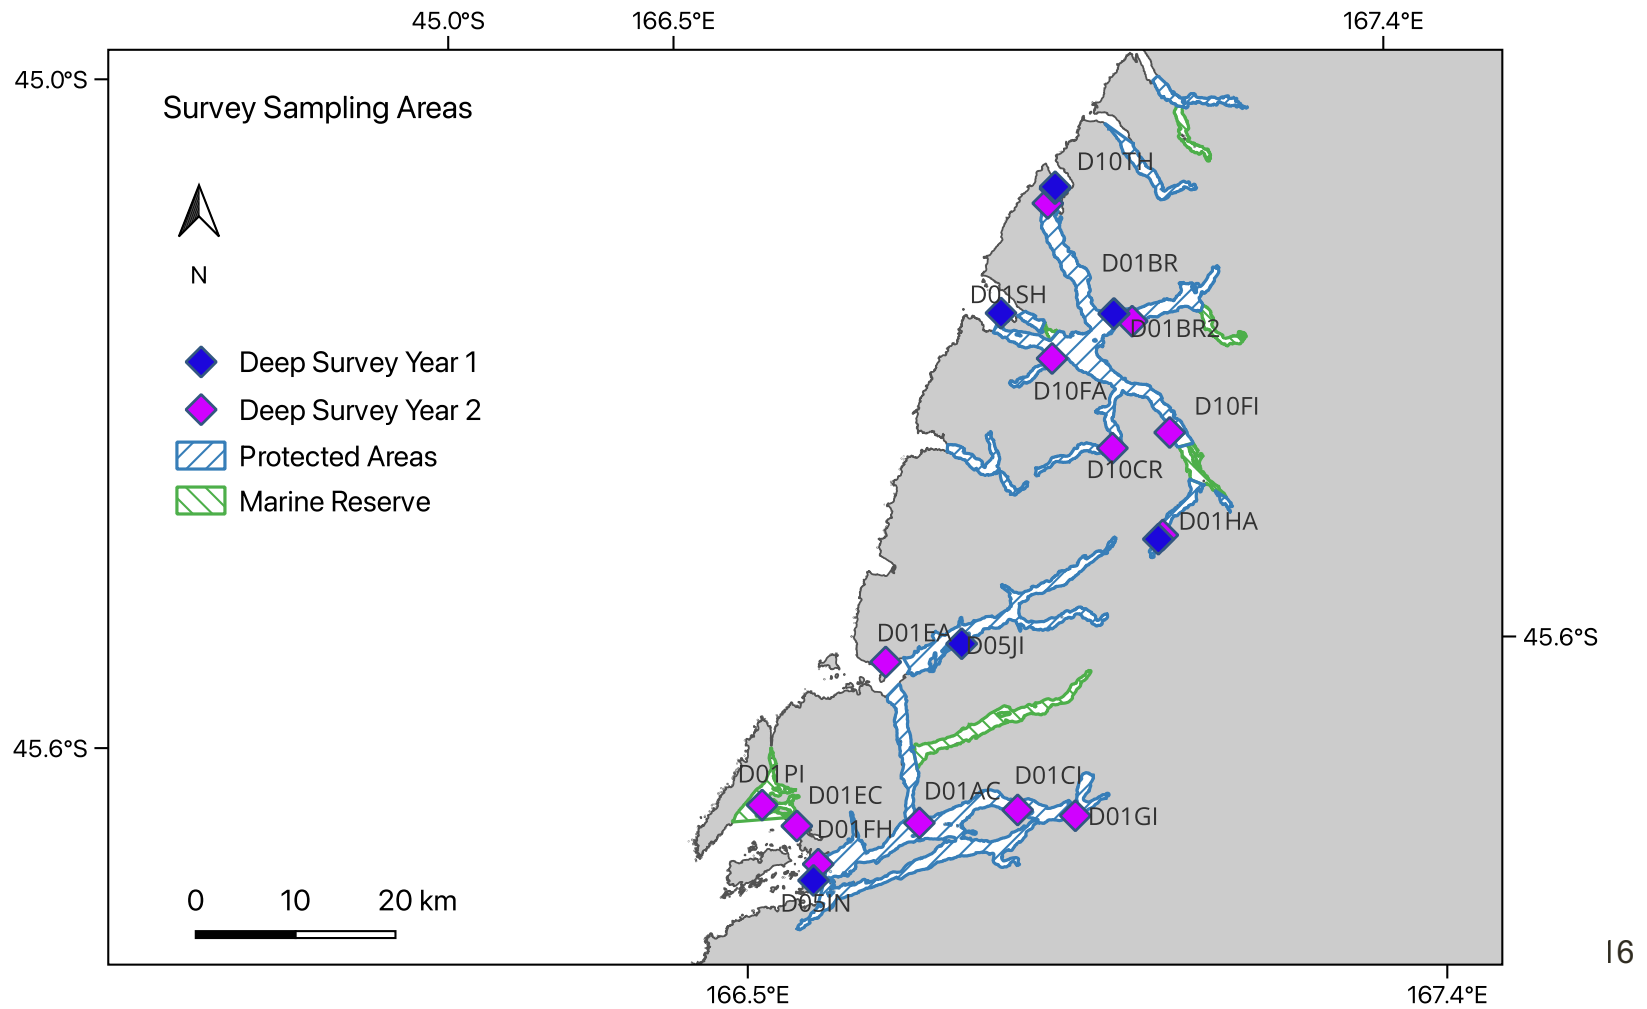 45.0°S 166.5°E 167.4°E
45.0°S
Survey Sampling Areas
N
Deep Survey Year 1
Deep Survey Year 2
Protected Areas
Marine Reserve
0 10 20 km
D10TH
D01BR
D01SH
D01BR2
D10FA
D10FI
D10CR
D01HA
D01EA
D05JI
45.6°S
45.6°S
D01PI
D01CI
D01AC
D01EC
D01GI
D01FH
D05IN
16
166.5°E 167.4°E